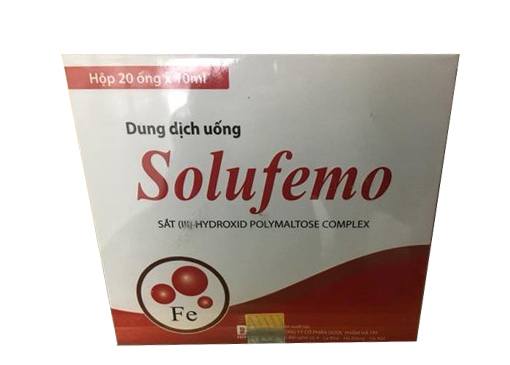 Hộp 20 ống x 10ml
Dung dịch uống
Solufemo
SẮT (III) HYDROXID POLYMALTOSE COMPLEX
Fe